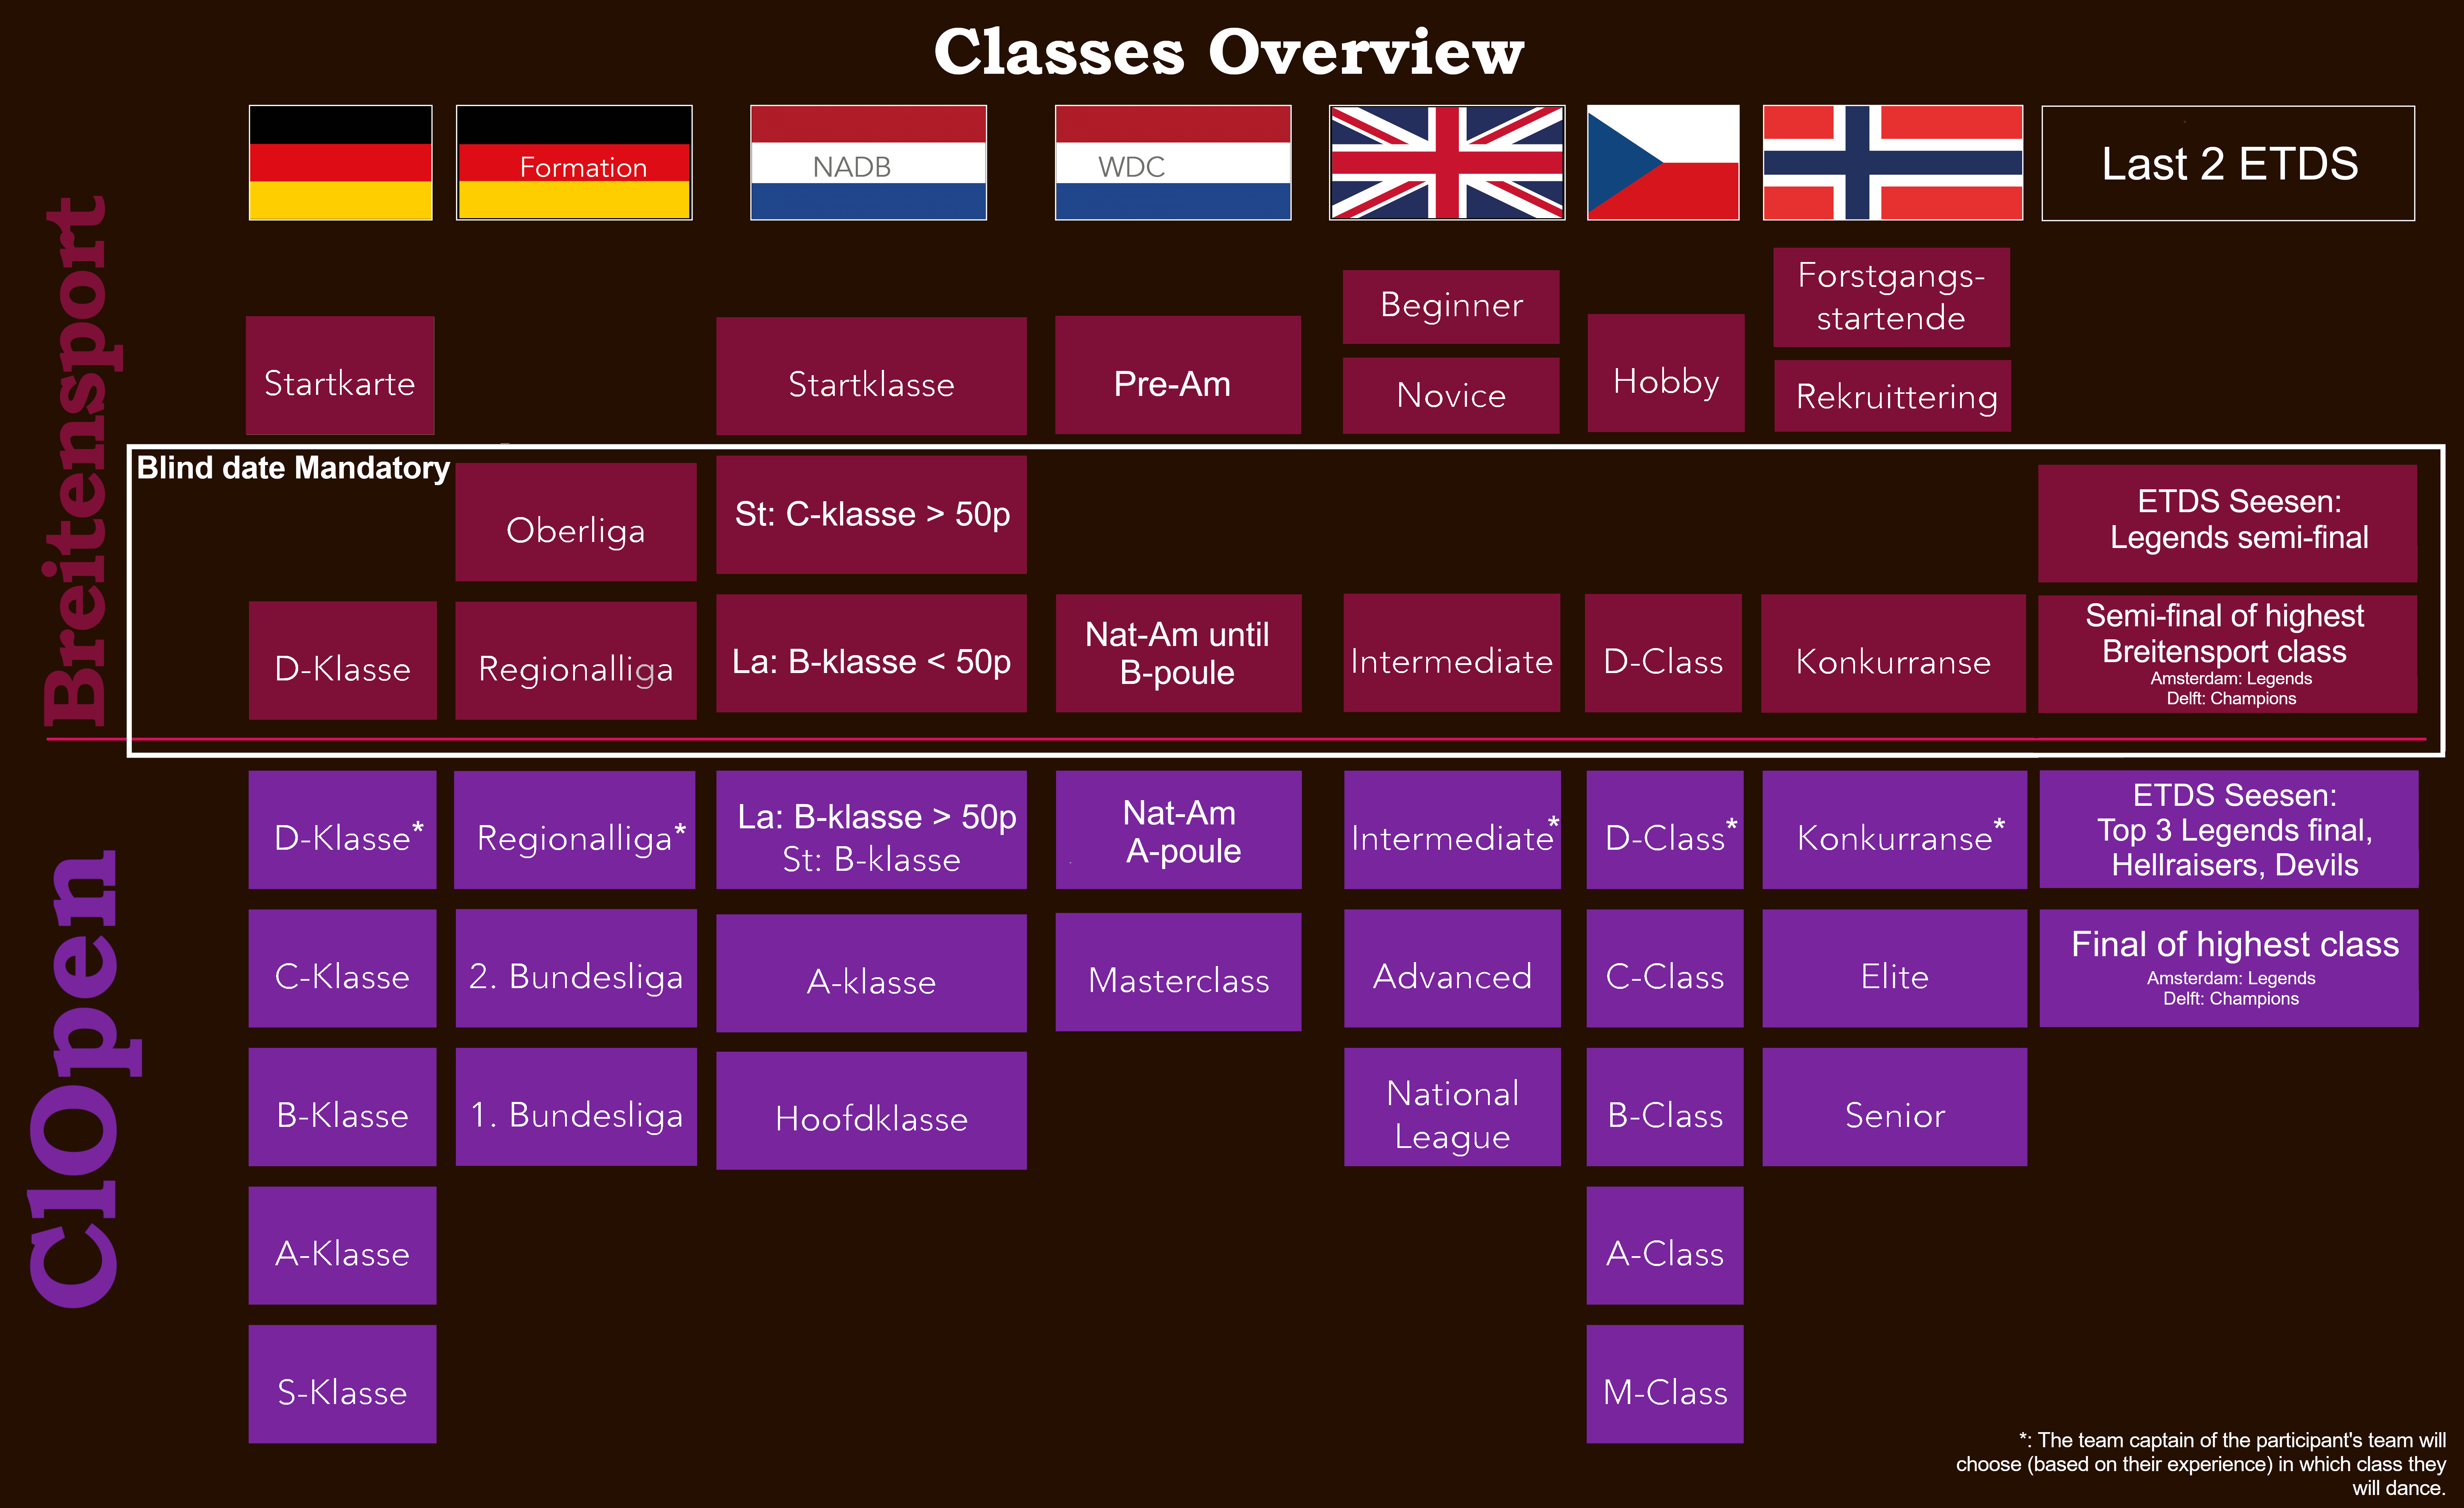 Classes Overview
Formation
NADB
WDC
Last 2 ETDS
Breitensport
Startkarte
Startklasse
Pre-Am
Beginner
Novice
Hobby
Forstgangs-
startende
Rekruittering
Blind date Mandatory
Oberliga
St: C-klasse > 50p
ETDS Seesen:
Legends semi-final
D-Klasse
Regionalliga
La: B-klasse < 50p
Nat-Am until
B-poule
Intermediate
D-Class
Konkurranse
Semi-final of highest
Breitensport class
Amsterdam: Legends
Delft: Champions
ClOpen
D-Klasse*
Regionalliga*
La: B-klasse > 50p
St: B-klasse
Nat-Am
A-poule
Intermediate*
D-Class*
Konkurranse*
ETDS Seesen:
Top 3 Legends final,
Hellraisers, Devils
C-Klasse
2. Bundesliga
A-klasse
Masterclass
Advanced
C-Class
Elite
Final of highest class
Amsterdam: Legends
Delft: Champions
B-Klasse
1. Bundesliga
Hoofdklasse
National
League
B-Class
Senior
A-Klasse
A-Class
S-Klasse
M-Class
*: The team captain of the participant's team will
choose (based on their experience) in which class they
will dance.